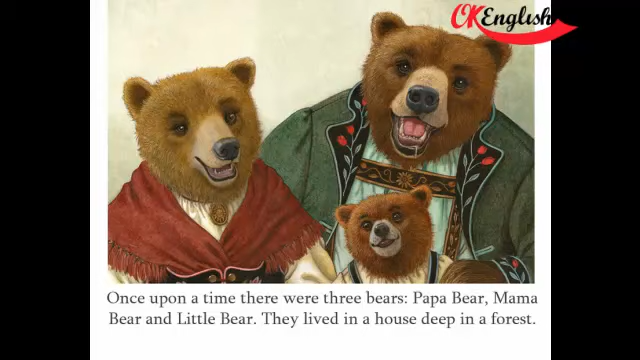 OKEnglish
Once upon a time there were three bears: Papa Bear, Mama
Bear and Little Bear. They lived in a house deep in a forest.